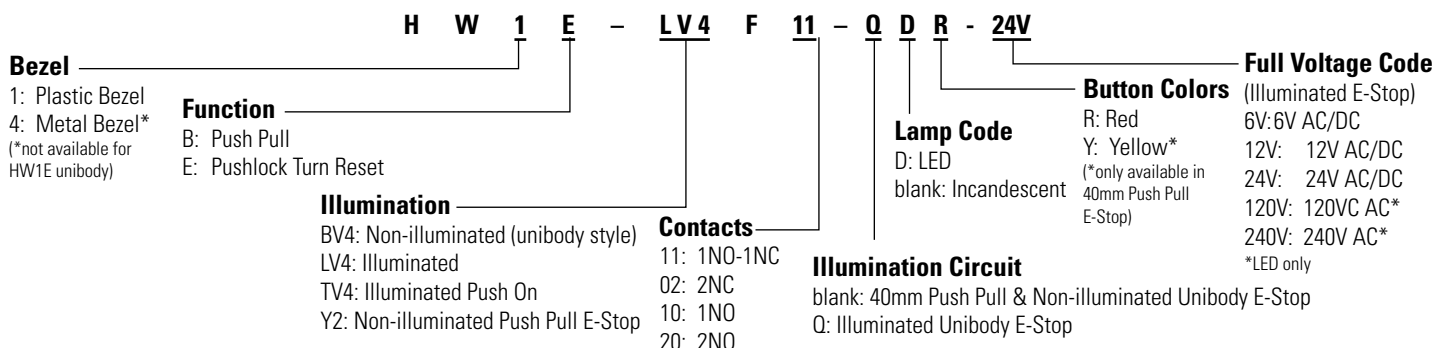 H W 1 E – LV4 F 11 – Q D R - 24V
Bezel
1: Plastic Bezel
4: Metal Bezel*
(*not available for
HW1E unibody)
Function
B: Push Pull
E: Pushlock Turn Reset
Illumination
BV4: Non-illuminated (unibody style)
LV4: Illuminated
TV4: Illuminated Push On
Y2: Non-illuminated Push Pull E-Stop
Contacts
11: 1NO-1NC
02: 2NC
10: 1NO
20: 2NO
Illumination Circuit
blank: 40mm Push Pull & Non-illuminated Unibody E-Stop
Q: Illuminated Unibody E-Stop
Lamp Code
D: LED
blank: Incandescent
Button Colors
R: Red
Y: Yellow*
(*only available in
40mm Push Pull
E-Stop)
Full Voltage Code
(Illuminated E-Stop)
6V: 6V AC/DC
12V: 12V AC/DC
24V: 24V AC/DC
120V: 120VC AC*
240V: 240V AC*
*LED only